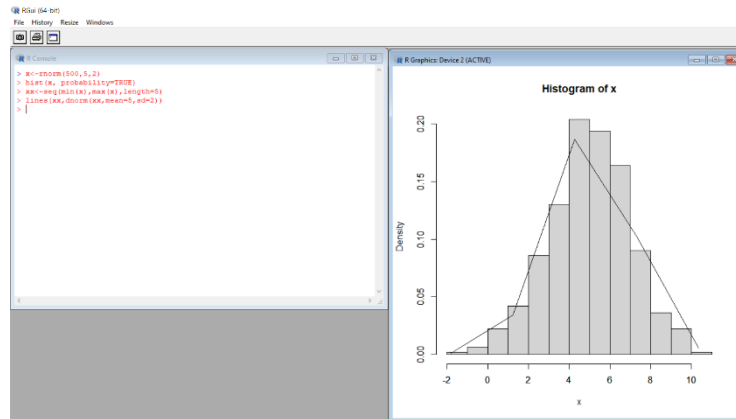 RGui (64-bit)
File History Resize Windows
R Console
> x<-rnorm(500,5,2)
> hist(x, probability=TRUE)
> xx<-seq(min(x),max(x),length=5)
> lines(xx,dnorm(xx,mean=5,sd=2))
>
R Graphics: Device 2 (ACTIVE)
Histogram of x
0.20
0.15
0.10
0.05
0.00
Density
-2 0 2 4 6 8 10
x